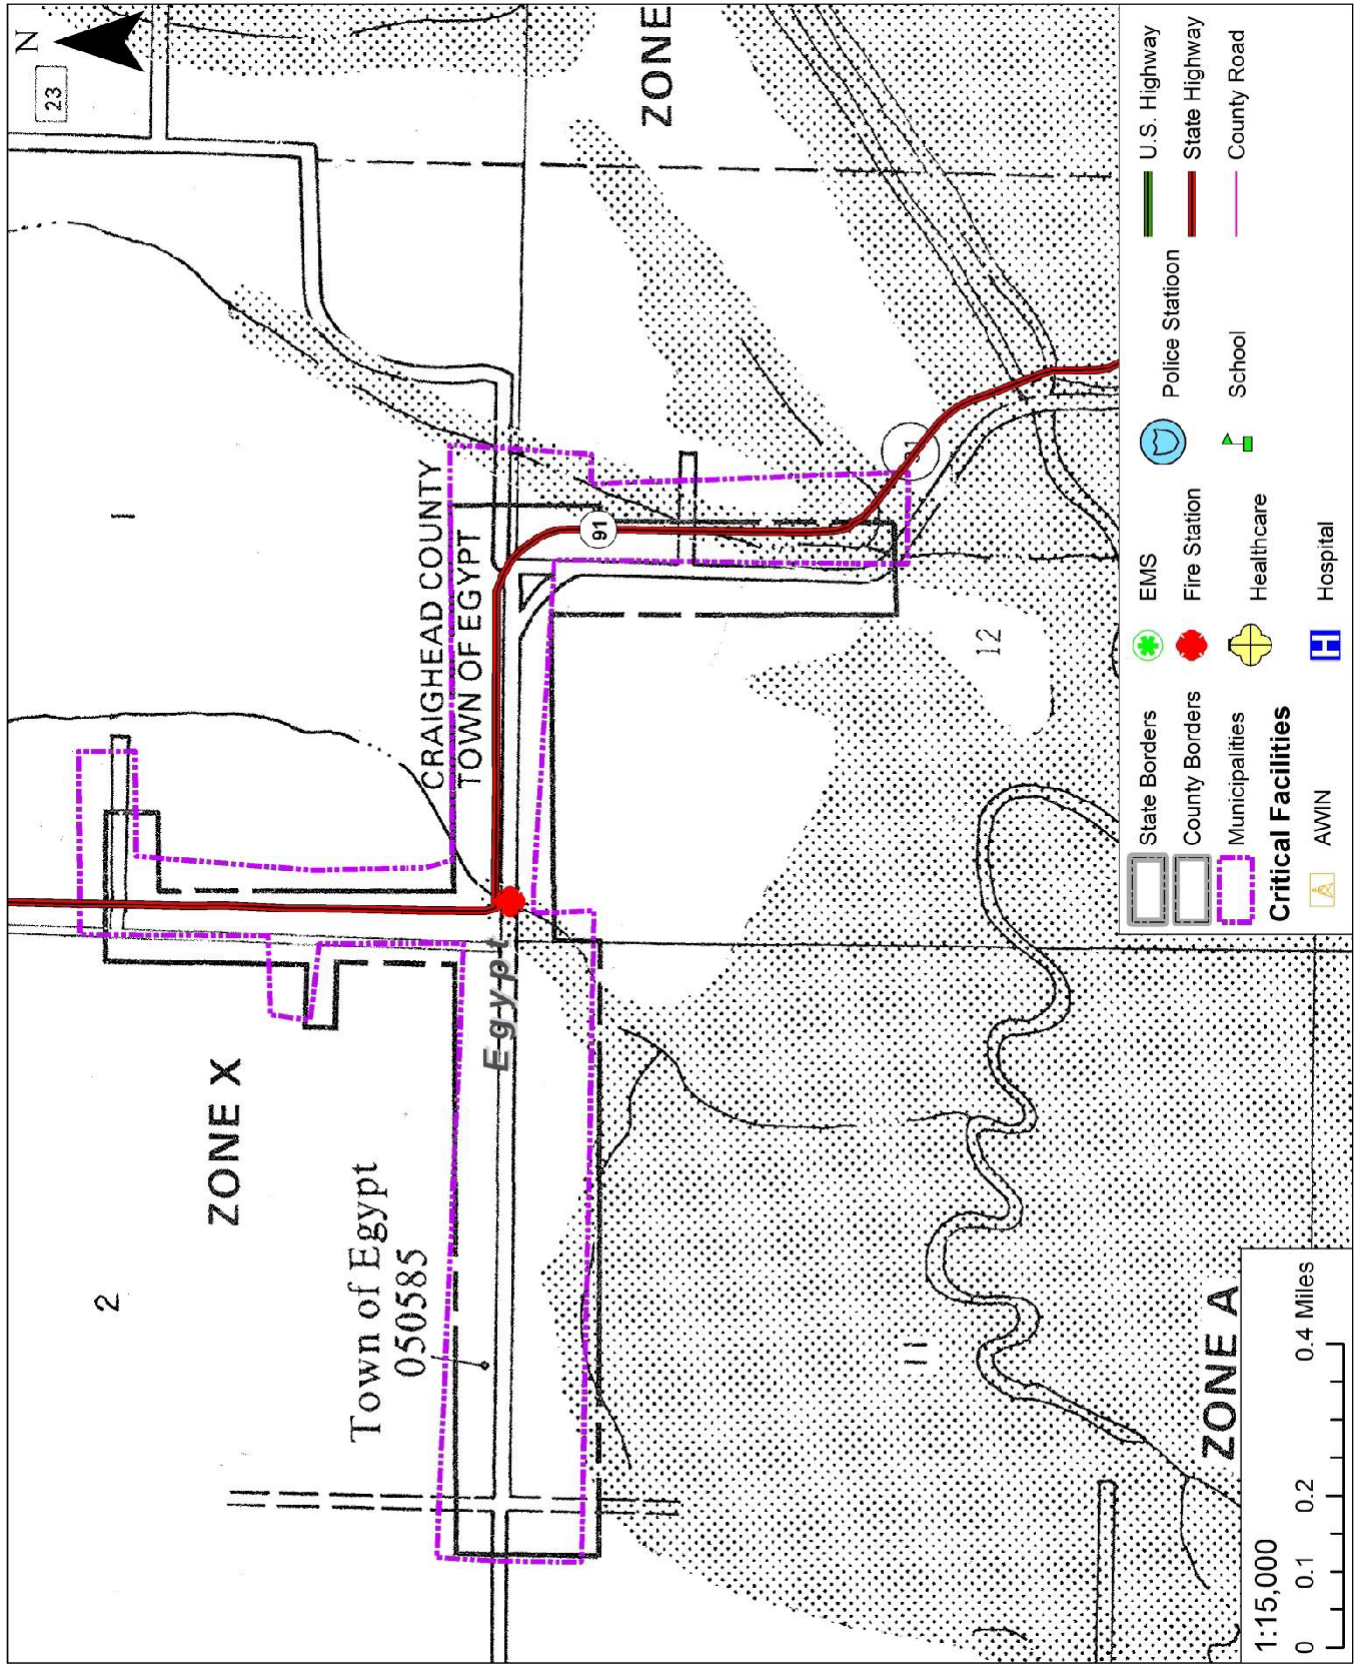 N
23
ZONE
1
CRAIGHEAD COUNTY
TOWN OF EGYPT
91
ZONE X
2
Egypt
Town of Egypt
050585
12
11
ZONE A
1:15,000
0 0.1 0.2 0.4 Miles
State Borders
County Borders
Municipalities
Critical Facilities
AWIN
EMS
Fire Station
Healthcare
Hospital
Police Statioon
School
U.S. Highway
State Highway
County Road